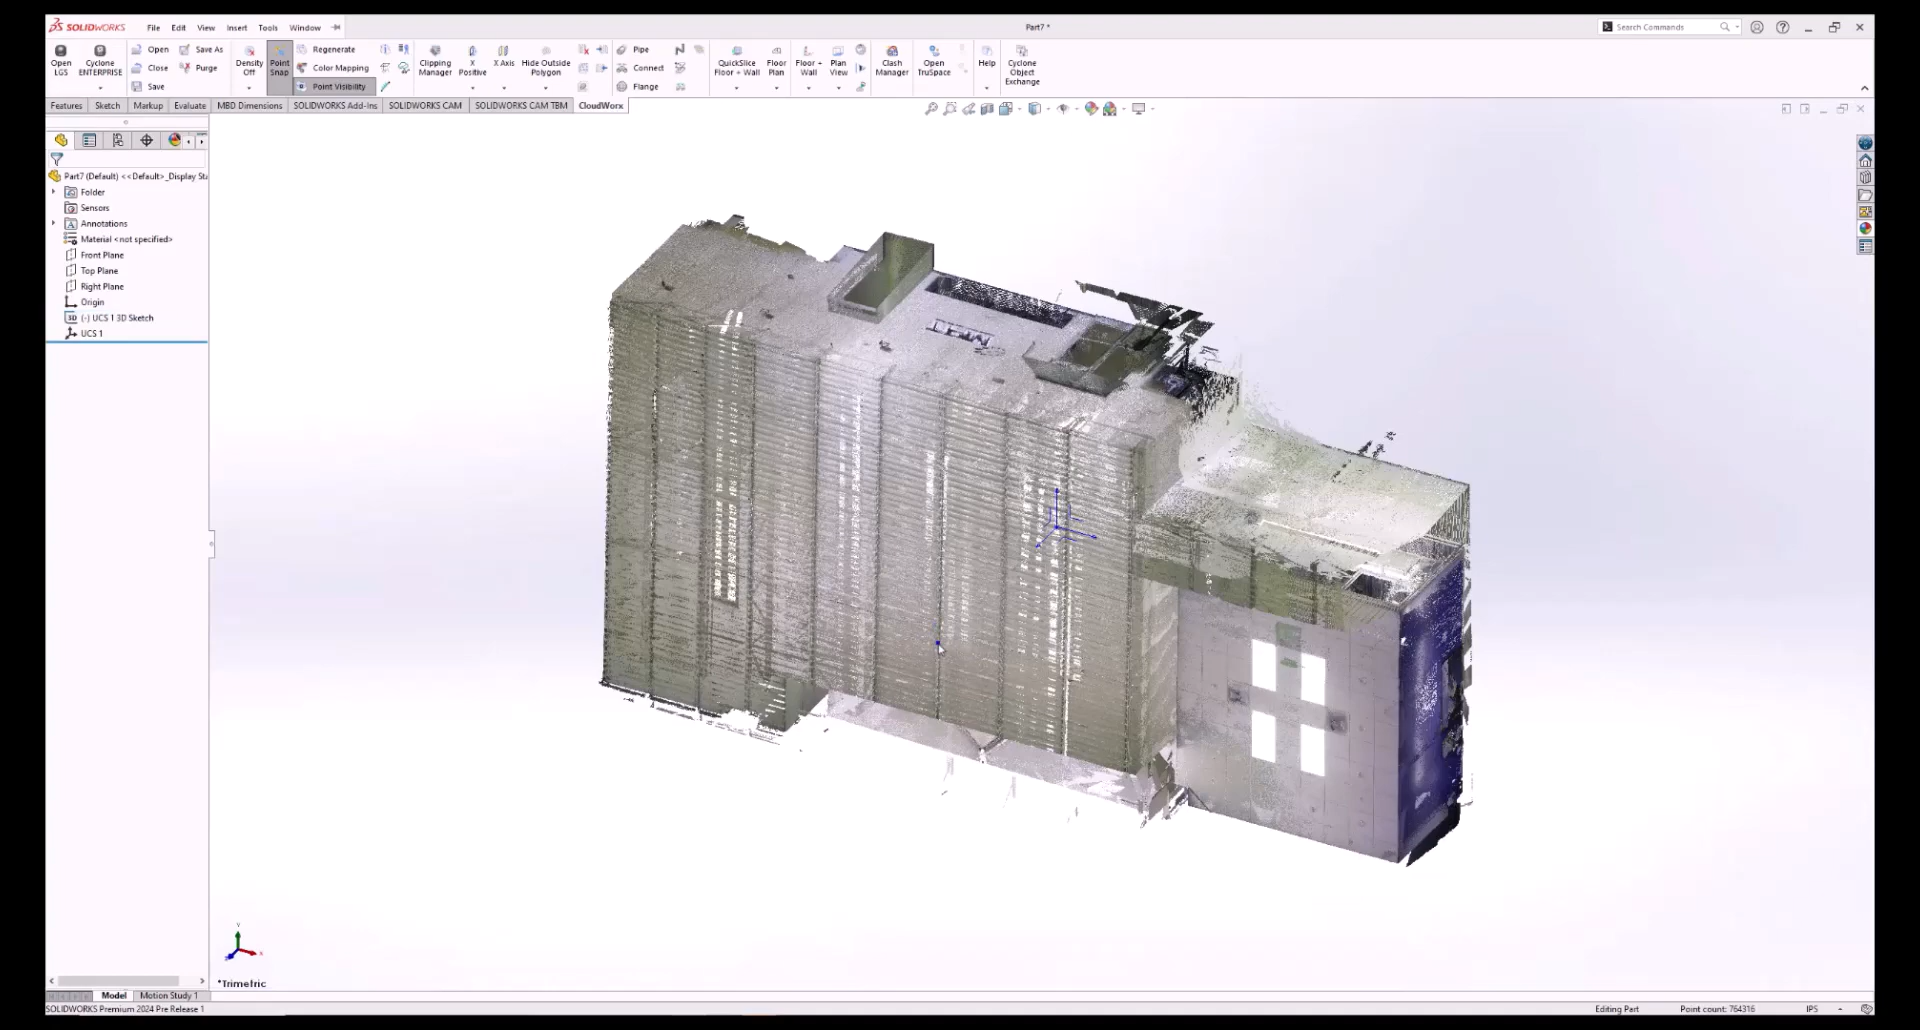 SOLIDWORKS File Edit View Insert Tools Window Part7 * Search Commands
Open LGS
Cyclone ENTERPRISE
Open Save As
Close Purge
Save
Density Off
Point Snap
Regenerate
Color Mapping
Point Visibility
Clipping Manager
X Positive
X Axis
Hide Outside Polygon
Pipe
Connect
Flange
QuickSlice Floor + Wall
Floor Plan
Floor + Wall
Plan View
Clash Manager
Open TruSpace
Help
Cyclone Object Exchange
Features Sketch Markup Evaluate MBD Dimensions SOLIDWORKS Add-Ins SOLIDWORKS CAM SOLIDWORKS CAM TBM CloudWorx
Part7 (Default) <<Default>_Display Sta
Folder
Sensors
Annotations
Material <not specified>
Front Plane
Top Plane
Right Plane
Origin
(-) UCS 1 3D Sketch
UCS 1
*Trimetric
Model Motion Study 1
SOLIDWORKS Premium 2024 Pre Release 1 Editing Part Point count: 764316 IPS